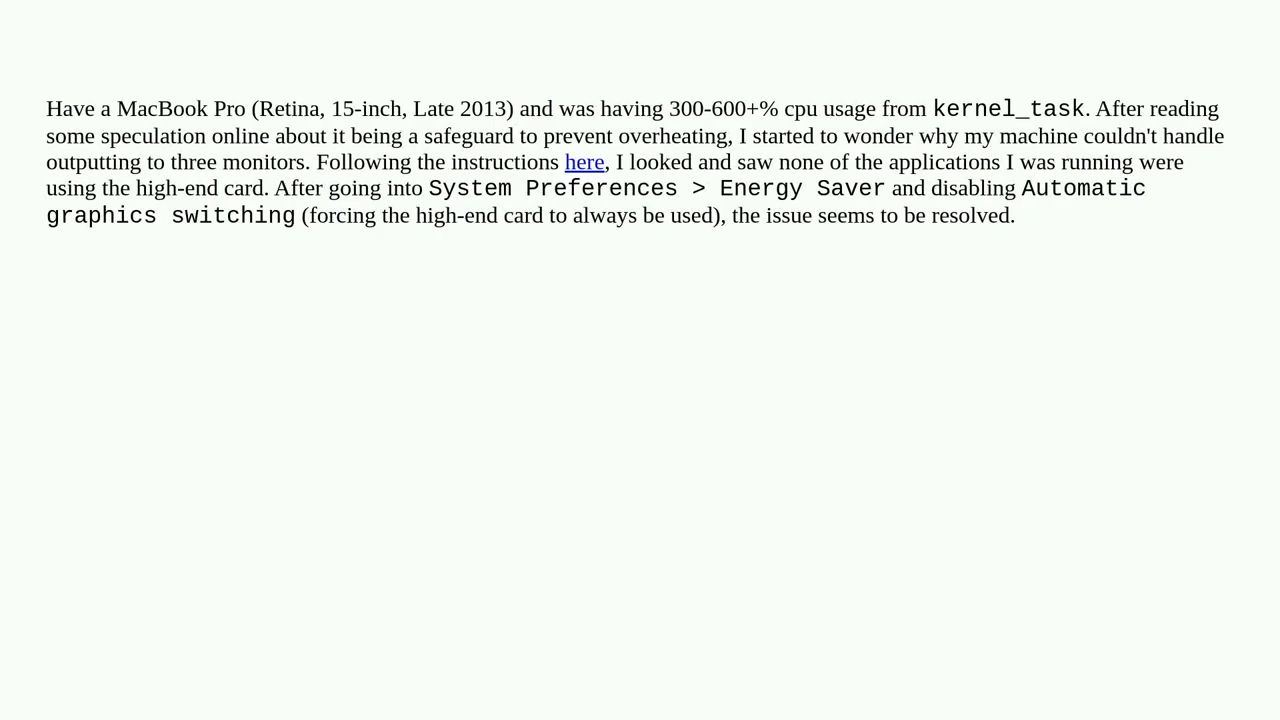 Have a MacBook Pro (Retina, 15-inch, Late 2013) and was having 300-600+% cpu usage from kernel_task. After reading
some speculation online about it being a safeguard to prevent overheating, I started to wonder why my machine couldn't handle
outputting to three monitors. Following the instructions here, I looked and saw none of the applications I was running were
using the high-end card. After going into System Preferences > Energy Saver and disabling Automatic
graphics switching (forcing the high-end card to always be used), the issue seems to be resolved.